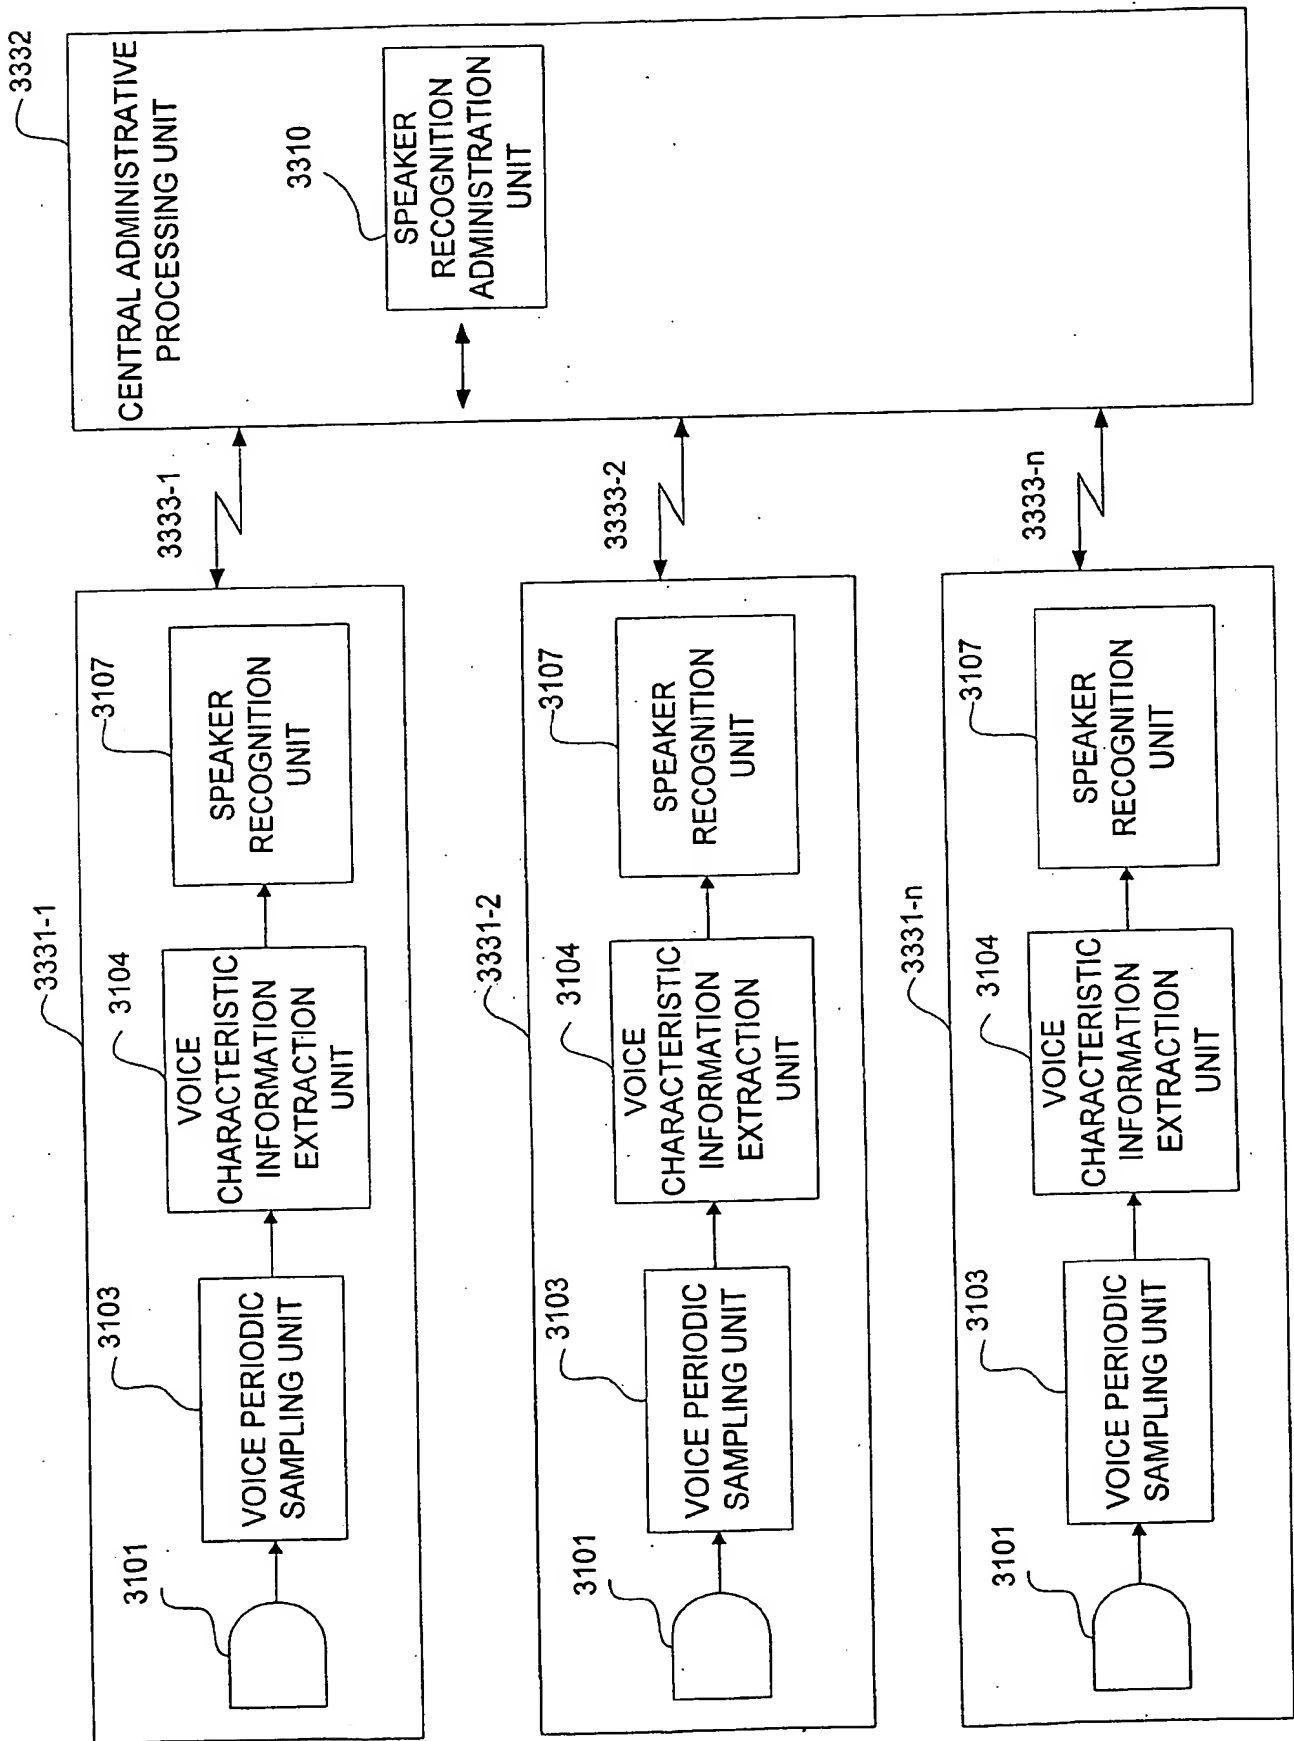 3331-1
3101
3103
VOICE PERIODIC
SAMPLING UNIT
3104
VOICE
CHARACTERISTIC
INFORMATION
EXTRACTION
UNIT
3107
SPEAKER
RECOGNITION
UNIT
3333-1
3331-2
3101
3103
VOICE PERIODIC
SAMPLING UNIT
3104
VOICE
CHARACTERISTIC
INFORMATION
EXTRACTION
UNIT
3107
SPEAKER
RECOGNITION
UNIT
3333-2
3331-n
3101
3103
VOICE PERIODIC
SAMPLING UNIT
3104
VOICE
CHARACTERISTIC
INFORMATION
EXTRACTION
UNIT
3107
SPEAKER
RECOGNITION
UNIT
3333-n
3332
CENTRAL ADMINISTRATIVE
PROCESSING UNIT
3310
SPEAKER
RECOGNITION
ADMINISTRATION
UNIT